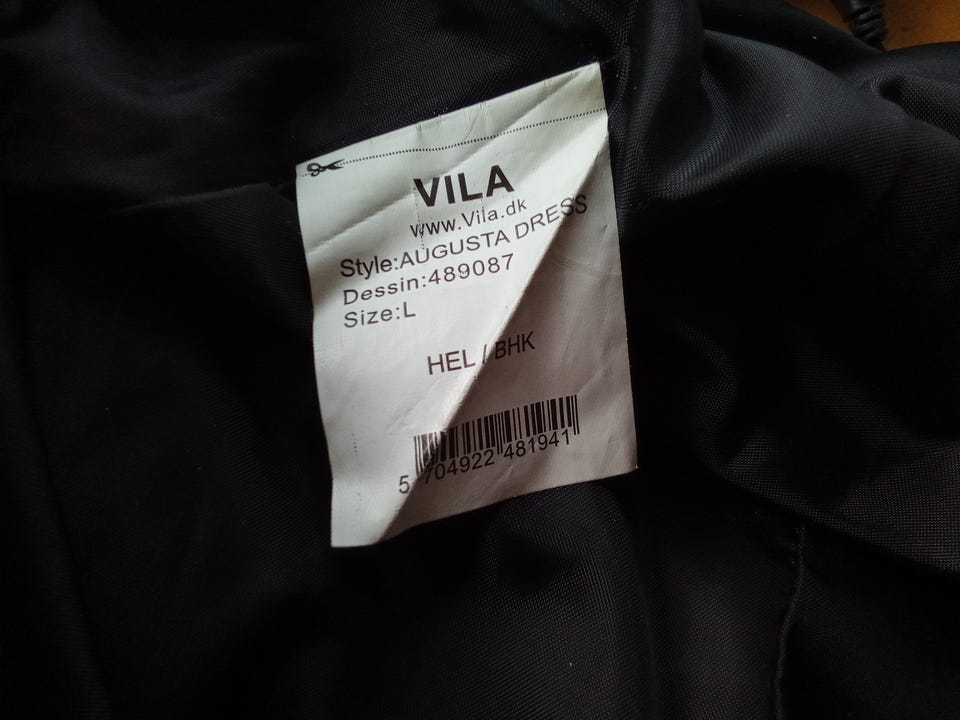 VILA
www.Vila.dk
Style:AUGUSTA DRESS
Dessin:489087
Size:L
HEL / BHK
5 704922 481941